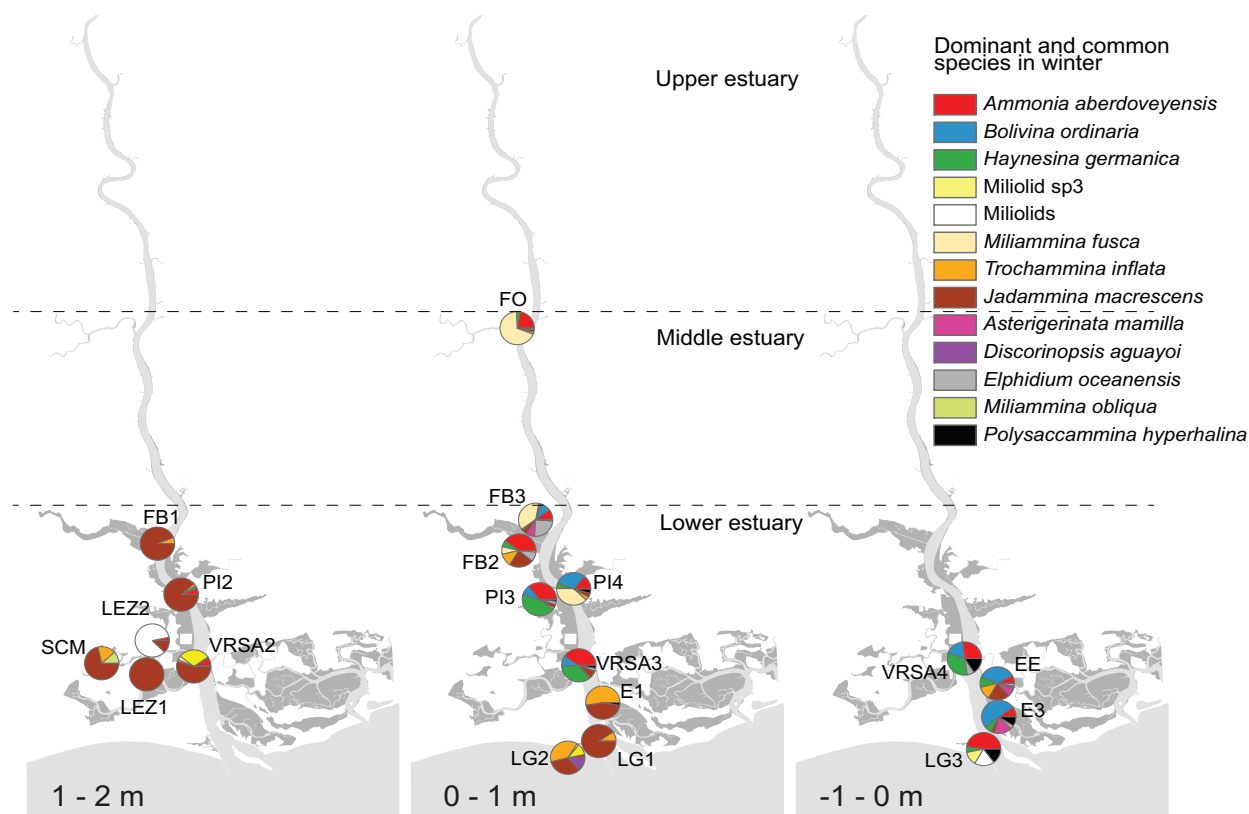 Dominant and common
species in winter
Ammonia aberdoveyensis
Bolivina ordinaria
Haynesina germanica
Miliolid sp3
Miliolids
Miliammina fusca
Trochammina inflata
Jadammina macrescens
Asterigerinata mamilla
Discorinopsis aguayoi
Elphidium oceanensis
Miliammina obliqua
Polysaccammina hyperhalina
Upper estuary
Middle estuary
Lower estuary
FB1
PI2
LEZ2
SCM
VRSA2
LEZ1
1 - 2 m
FO
FB3
FB2
PI4
PI3
VRSA3
E1
LG2
LG1
0 - 1 m
VRSA4
EE
E3
LG3
-1 - 0 m